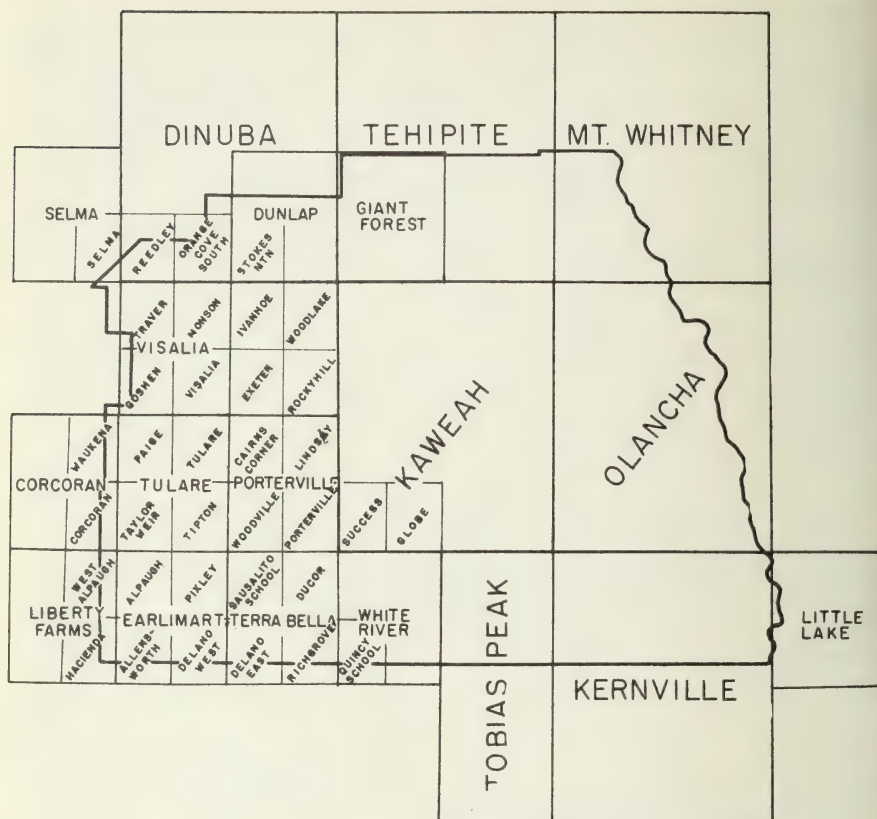 DINUBA
TEHIPITE
MT. WHITNEY
SELMA
DUNLAP
GIANT
FOREST
SELMA
REEDLEY
ORANGE
COVE
SOUTH
STOKES
MTN
TRAVER
MONSON
IVANHOE
WOODLAKE
VISALIA
GOSHEN
VISALIA
EXETER
ROCKYHILL
KAWEAH
OLANCHA
WAUKENA
PAIGE
TULARE
CAIRNS
CORNER
LINDSAY
CORCORAN
TULARE
PORTERVILLE
CORCORAN
TAYLOR
WEIR
TIPTON
WOODVILLE
PORTERVILLE
SUCCESS
GLOBE
WEST
ALPAUGH
ALPAUGH
PIXLEY
SAUSALITO
SCHOOL
DUCOR
LIBERTY
FARMS
EARLIMART
TERRA BELLA
WHITE
RIVER
TOBIAS PEAK
LITTLE
LAKE
HACIENDA
ALLENS-
WORTH
DELANO
WEST
DELANO
EAST
RICHGROVE
QUINCY
SCHOOL
KERNVILLE